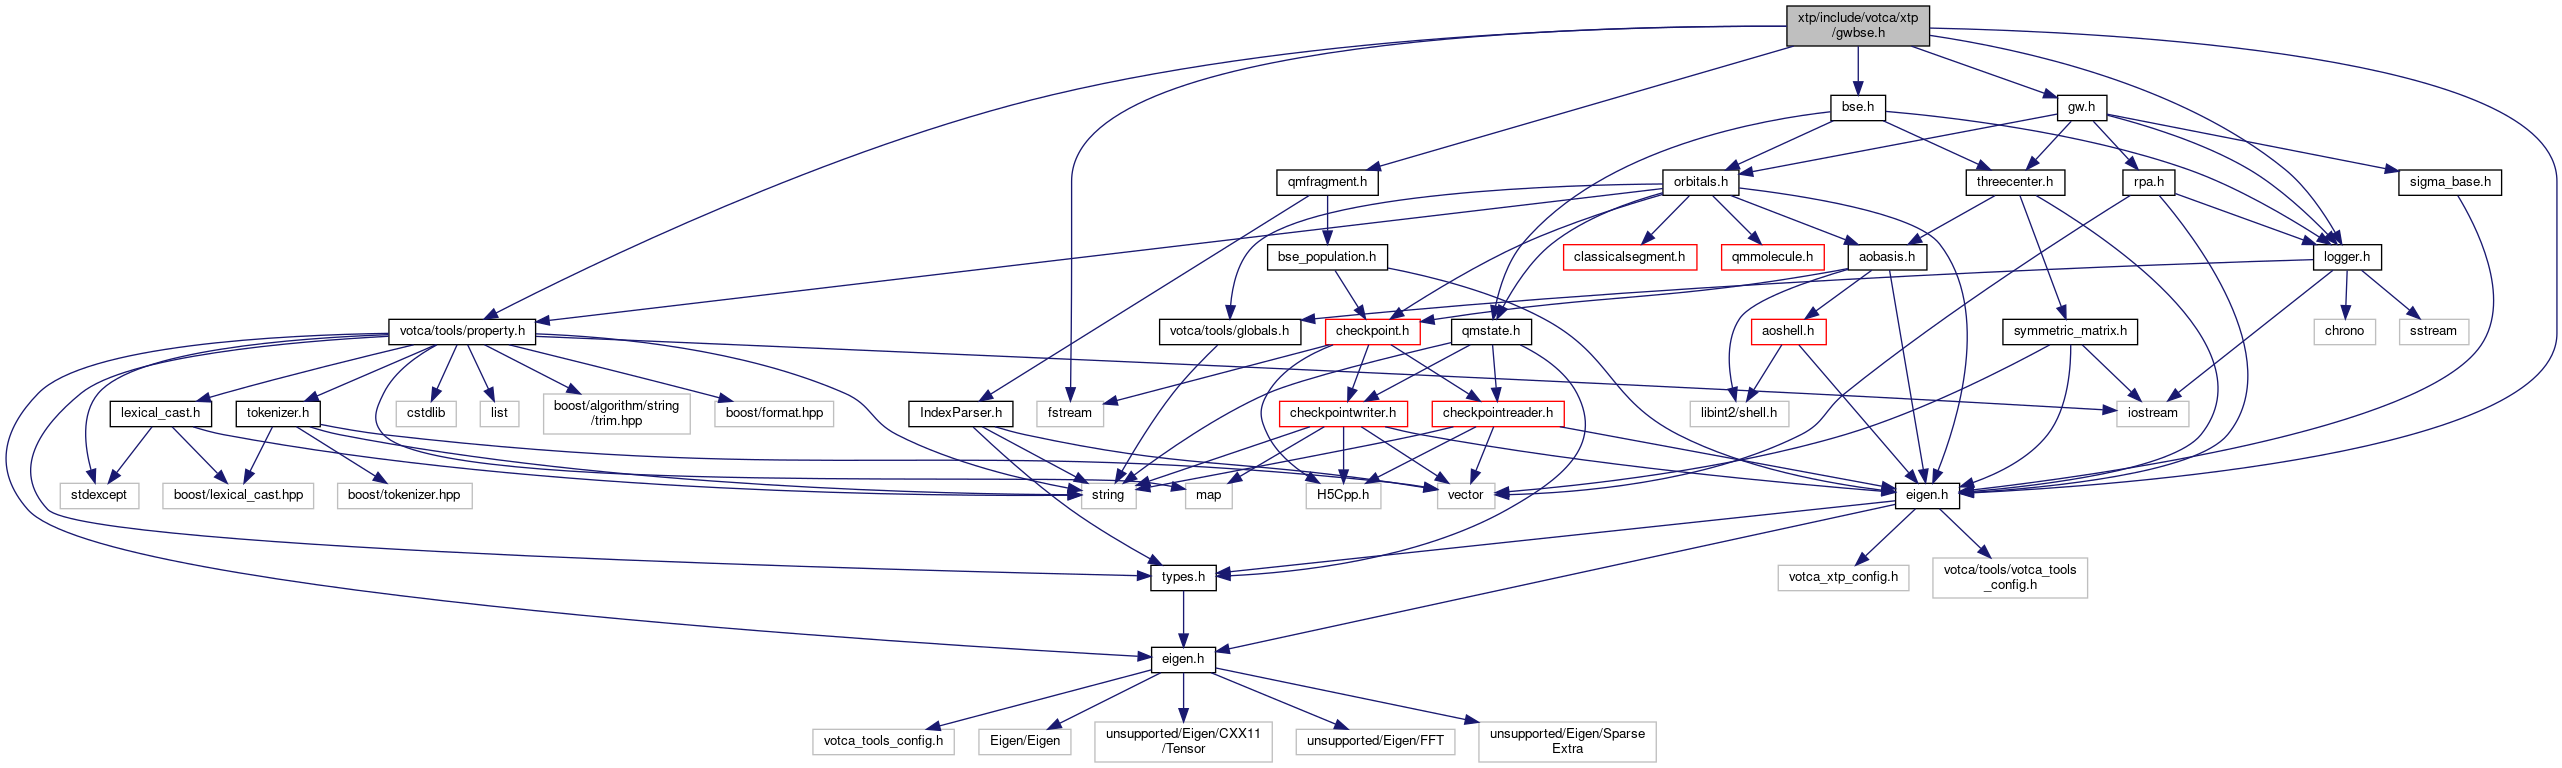 xtp/include/votca/xtp
/gwbse.h
bse.h
gw.h
qmfragment.h
orbitals.h
threecenter.h
rpa.h
sigma_base.h
bse_population.h
classicalsegment.h
qmmolecule.h
aobasis.h
logger.h
votca/tools/property.h
votca/tools/globals.h
checkpoint.h
qmstate.h
aoshell.h
symmetric_matrix.h
chrono
sstream
lexical_cast.h
tokenizer.h
cstdlib
list
boost/algorithm/string
/trim.hpp
boost/format.hpp
IndexParser.h
fstream
checkpointwriter.h
checkpointreader.h
libint2/shell.h
iostream
stdexcept
boost/lexical_cast.hpp
boost/tokenizer.hpp
string
map
H5Cpp.h
vector
eigen.h
types.h
votca_xtp_config.h
votca/tools/votca_tools
_config.h
eigen.h
votca_tools_config.h
Eigen/Eigen
unsupported/Eigen/CXX11
/Tensor
unsupported/Eigen/FFT
unsupported/Eigen/Sparse
Extra